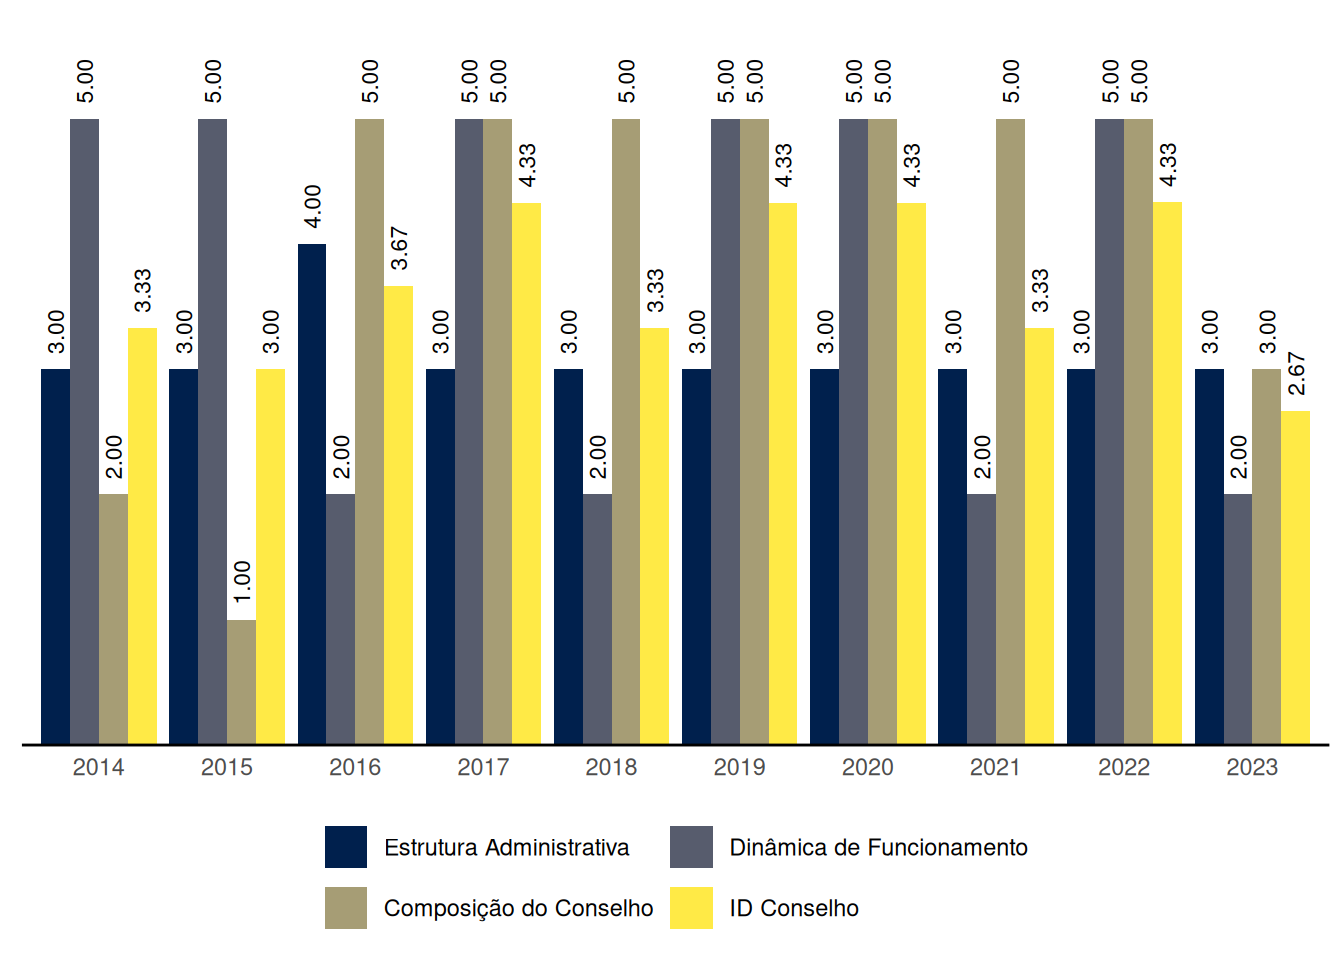 3.00 5.00 2.00 3.33 3.00 5.00 1.00 3.00 4.00 2.00 5.00 3.67 3.00 5.00 5.00 4.33 3.00 2.00 5.00 3.33 3.00 5.00 5.00 4.33 3.00 5.00 5.00 4.33 3.00 2.00 5.00 3.33 3.00 5.00 5.00 4.33 3.00 2.00 3.00 2.67
2014 2015 2016 2017 2018 2019 2020 2021 2022 2023
Estrutura Administrativa Dinâmica de Funcionamento
Composição do Conselho ID Conselho